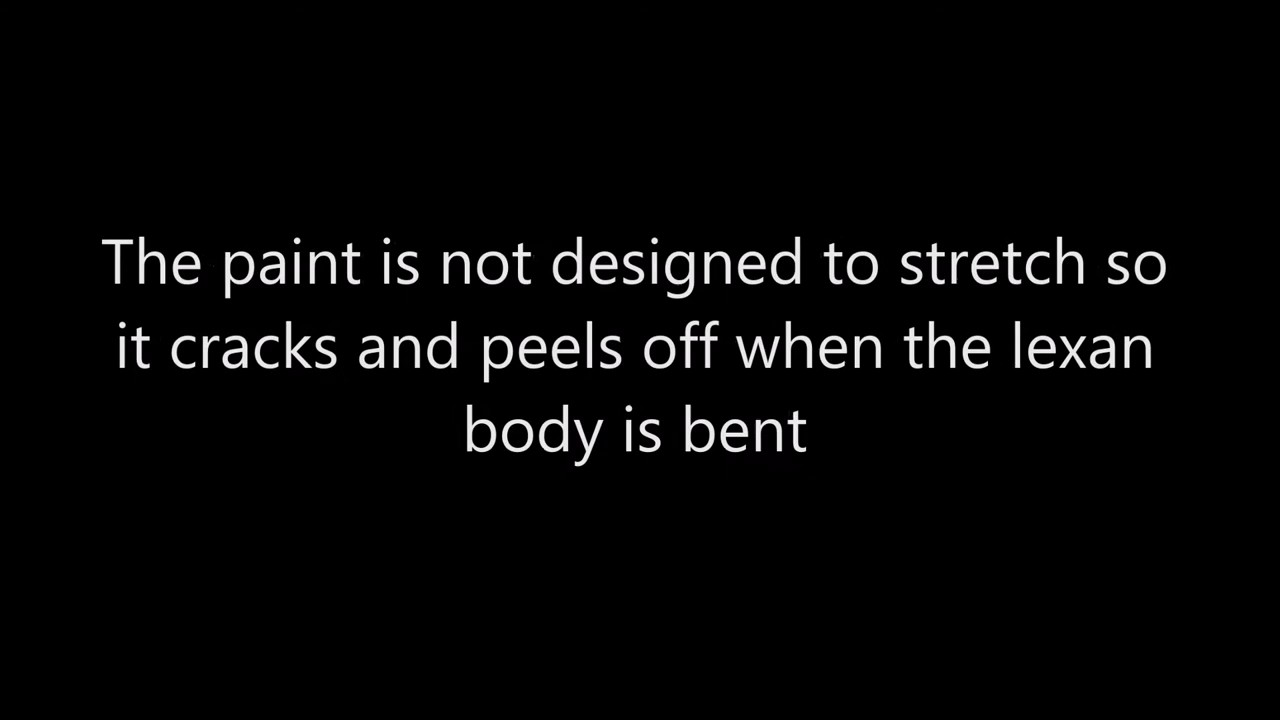 The paint is not designed to stretch so
it cracks and peels off when the lexan
body is bent